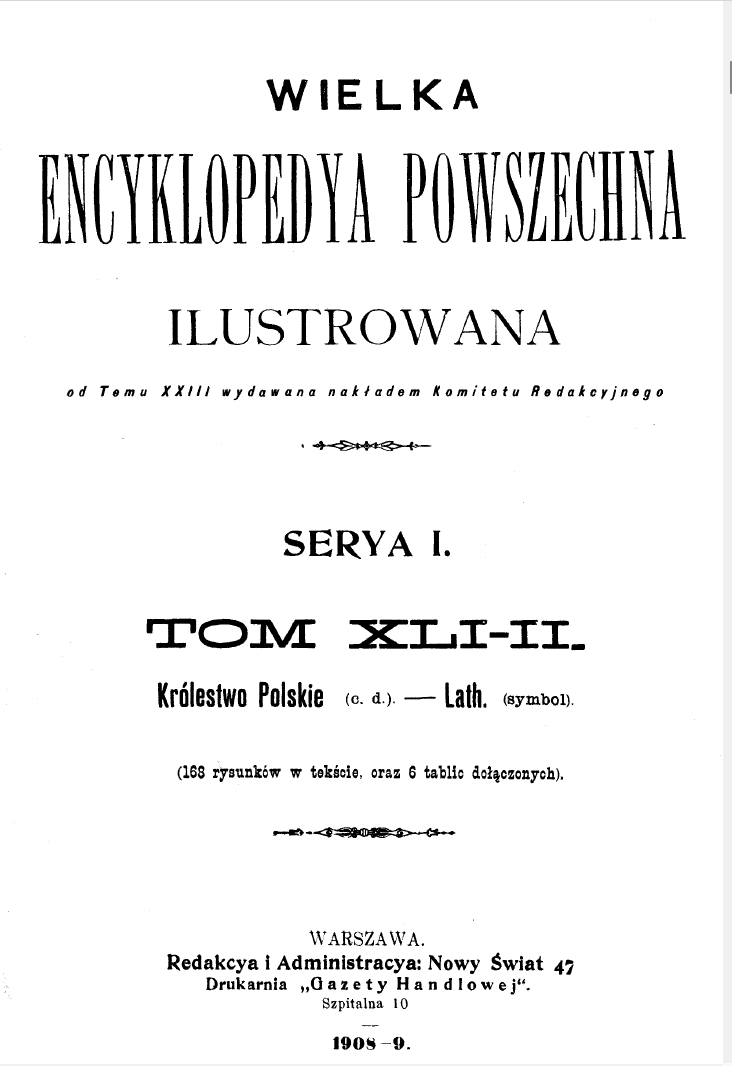 WIELKA
ENCYKLOPEDYA POWSZECHNA
ILUSTROWANA
od Tomu XXIII wydawana nakładem Komitetu Redakcyjnego
SERYA I.
TOM XLI-II.
Królestwo Polskie (c. d.). — Lath. (symbol).
(168 rysunków w tekście, oraz 6 tablic dołączonych).
WARSZAWA.
Redakcya i Administracya: Nowy Świat 47
Drukarnia „Gazety Handlowej“.
Szpitalna 10
1908-9.